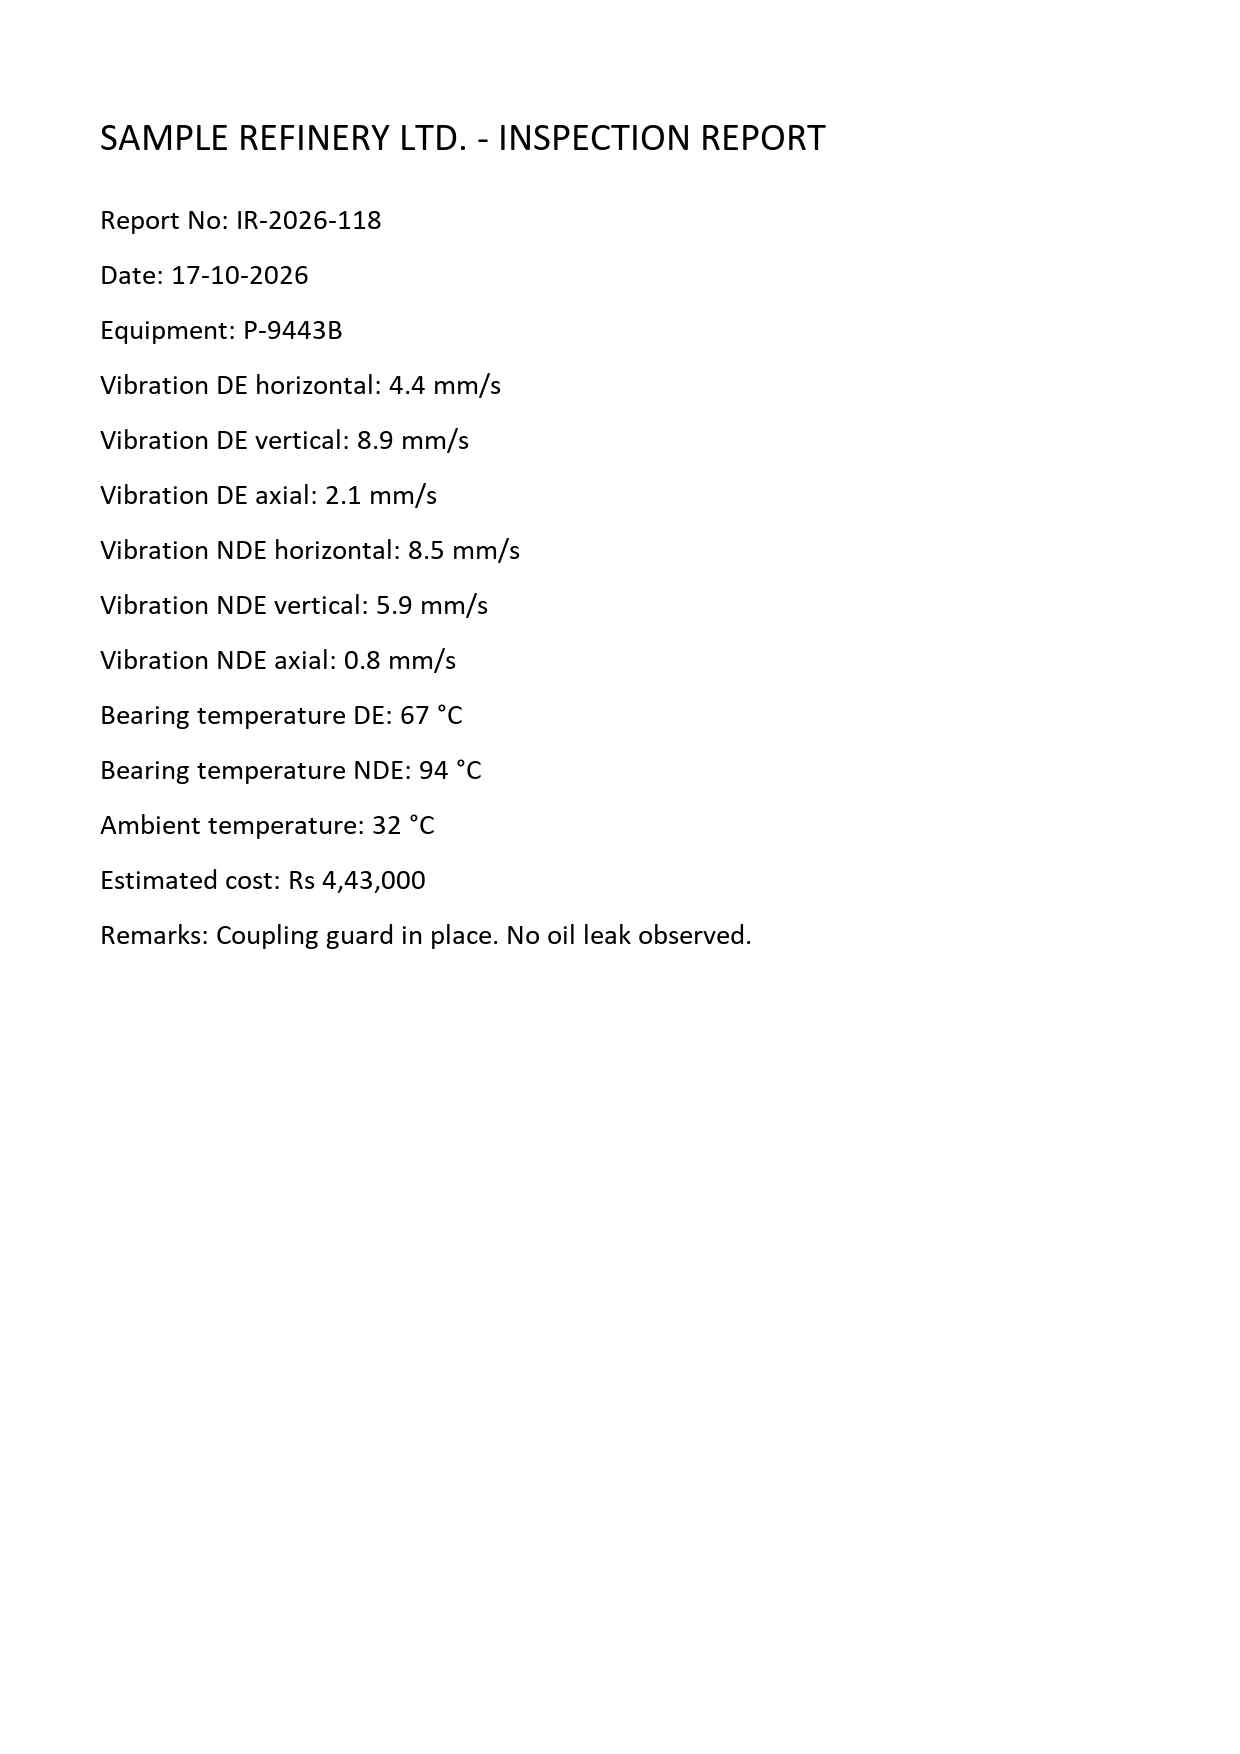 SAMPLE REFINERY LTD. - INSPECTION REPORT
Report No: IR-2026-118
Date: 17-10-2026
Equipment: P-9443B
Vibration DE horizontal: 4.4 mm/s
Vibration DE vertical: 8.9 mm/s
Vibration DE axial: 2.1 mm/s
Vibration NDE horizontal: 8.5 mm/s
Vibration NDE vertical: 5.9 mm/s
Vibration NDE axial: 0.8 mm/s
Bearing temperature DE: 67 °C
Bearing temperature NDE: 94 °C
Ambient temperature: 32 °C
Estimated cost: Rs 4,43,000
Remarks: Coupling guard in place. No oil leak observed.